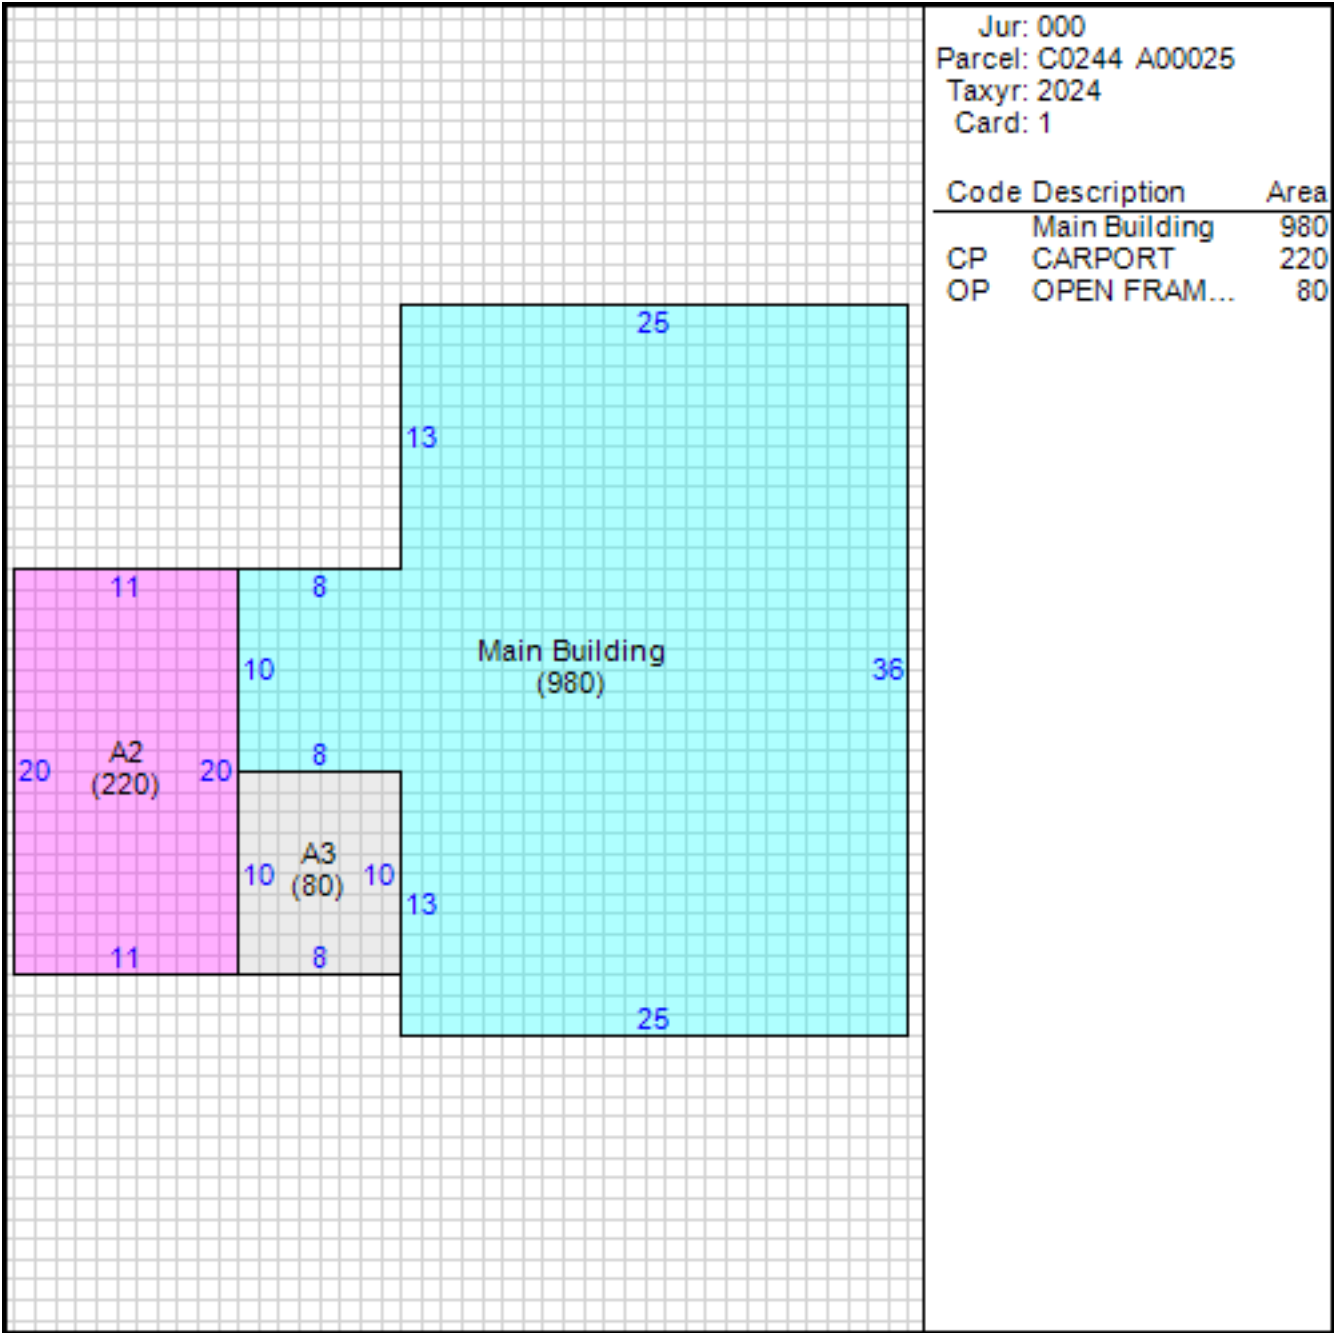 Jur: 000
Parcel: C0244 A00025
Taxyr: 2024
Card: 1
Code Description Area
Main Building 980
CP CARPORT 220
OP OPEN FRAM... 80
25
13
11
8
Main Building
(980)
10
36
8
A2
(220)
20
20
A3
(80)
10
10
13
11
8
25